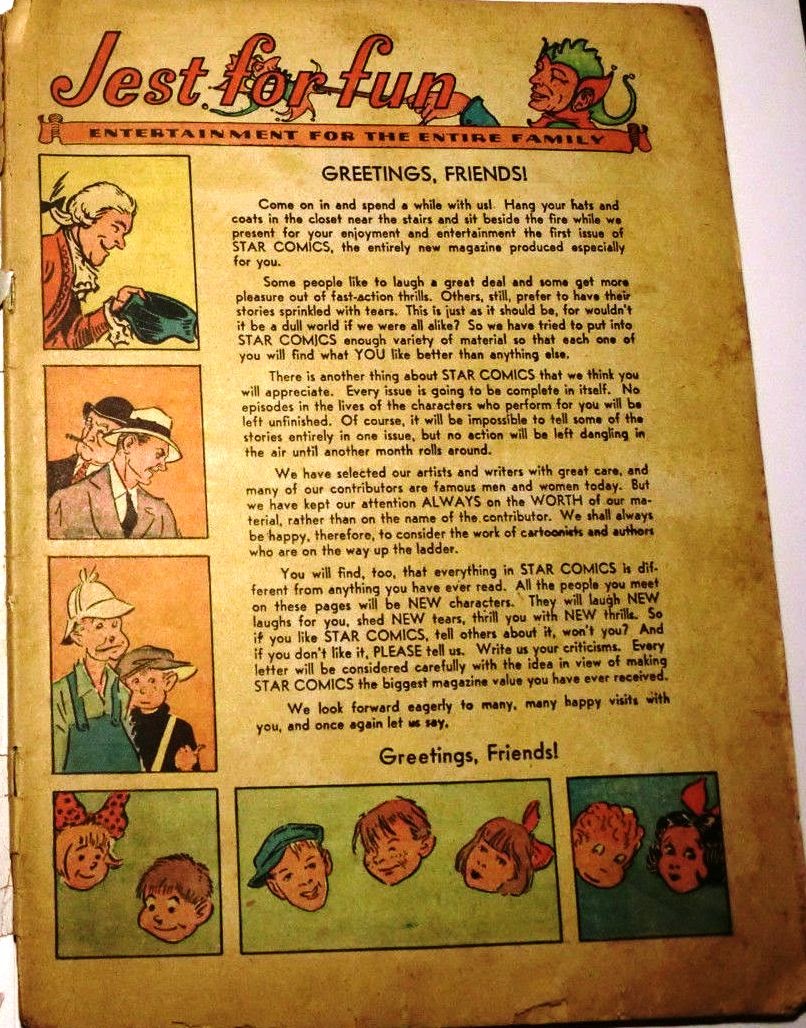 Jest for fun
ENTERTAINMENT FOR THE ENTIRE FAMILY
GREETINGS, FRIENDS!
Come on in and spend a while with us! Hang your hats and
coats in the closet near the stairs and sit beside the fire while we
present for your enjoyment and entertainment the first issue of
STAR COMICS, the entirely new magazine produced especially
for you.
Some people like to laugh a great deal and some get more
pleasure out of fast-action thrills. Others, still, prefer to have their
stories sprinkled with tears. This is just as it should be, for wouldn't
it be a dull world if we were all alike? So we have tried to put into
STAR COMICS enough variety of material so that each one of
you will find what YOU like better than anything else.
There is another thing about STAR COMICS that we think you
will appreciate. Every issue is going to be complete in itself. No
episodes in the lives of the characters who perform for you will be
left unfinished. Of course, it will be impossible to tell some of the
stories entirely in one issue, but no action will be left dangling in
the air until another month rolls around.
We have selected our artists and writers with great care, and
many of our contributors are famous men and women today. But
we have kept our attention ALWAYS on the WORTH of our ma-
terial, rather than on the name of the contributor. We shall always
be happy, therefore, to consider the work of cartoonists and authors
who are on the way up the ladder.
You will find, too, that everything in STAR COMICS is dif-
ferent from anything you have ever read. All the people you meet
on these pages will be NEW characters. They will laugh NEW
laughs for you, shed NEW tears, thrill you with NEW thrills. So
if you like STAR COMICS, tell others about it, won't you? And
if you don't like it, PLEASE tell us. Write us your criticisms. Every
letter will be considered carefully with the idea in view of making
STAR COMICS the biggest magazine value you have ever received.
We look forward eagerly to many, many happy visits with
you, and once again let us say,
Greetings, Friends!